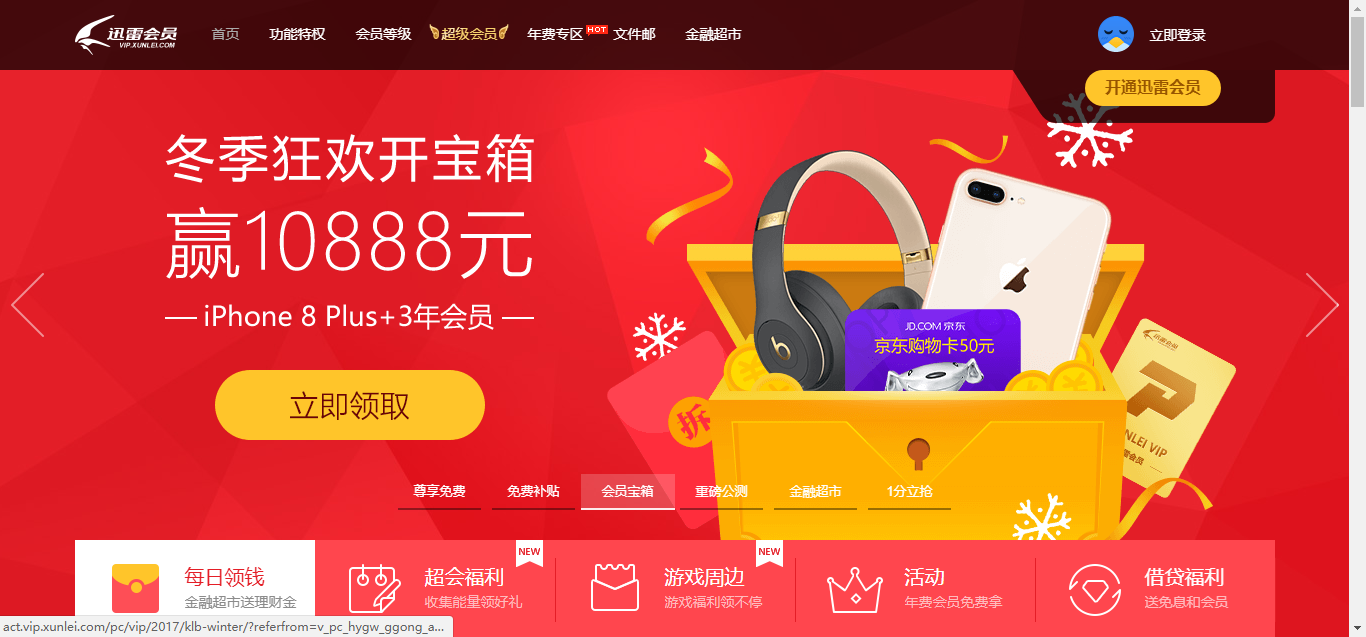 迅雷会员
VIP.XUNLEI.COM
首页
功能特权
会员等级
超级会员
年费专区
HOT
文件邮
金融超市
立即登录
开通迅雷会员
冬季狂欢开宝箱
赢10888元
iPhone 8 Plus+3年会员
立即领取
JD.COM 京东
京东购物卡50元
迅雷会员
拆
尊享免费
免费补贴
会员宝箱
重磅公测
金融超市
1分立抢
每日领钱
金融超市送理财金
NEW
超会福利
收集能量领好礼
NEW
游戏周边
游戏福利领不停
活动
年费会员免费拿
借贷福利
送免息和会员
act.vip.xunlei.com/pc/vip/2017/klb-winter/?referfrom=v_pc_hygw_ggong_a...